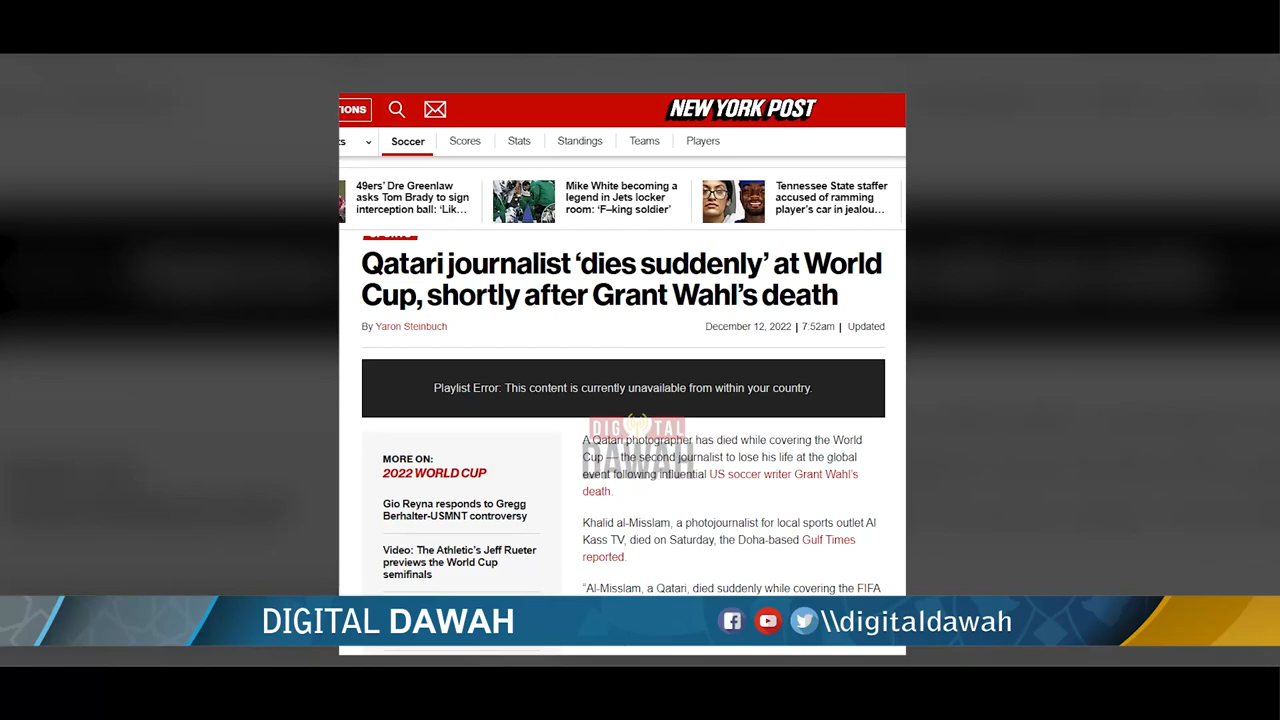 TIONS
NEW YORK POST
ts
Soccer
Scores
Stats
Standings
Teams
Players
49ers' Dre Greenlaw
asks Tom Brady to sign
interception ball: 'Lik...
Mike White becoming a
legend in Jets locker
room: 'F–king soldier'
Tennessee State staffer
accused of ramming
player's car in jealou...
Qatari journalist 'dies suddenly' at World
Cup, shortly after Grant Wahl's death
By Yaron Steinbuch
December 12, 2022 | 7:52am | Updated
Playlist Error: This content is currently unavailable from within your country.
MORE ON:
2022 WORLD CUP
Gio Reyna responds to Gregg
Berhalter-USMNT controversy
Video: The Athletic's Jeff Rueter
previews the World Cup
semifinals
DIGITAL
DAWAH
A Qatari photographer has died while covering the World
Cup — the second journalist to lose his life at the global
event following influential US soccer writer Grant Wahl's
death.
Khalid al-Misslam, a photojournalist for local sports outlet Al
Kass TV, died on Saturday, the Doha-based Gulf Times
reported.
“Al-Misslam, a Qatari, died suddenly while covering the FIFA
DIGITAL DAWAH
\\digitaldawah